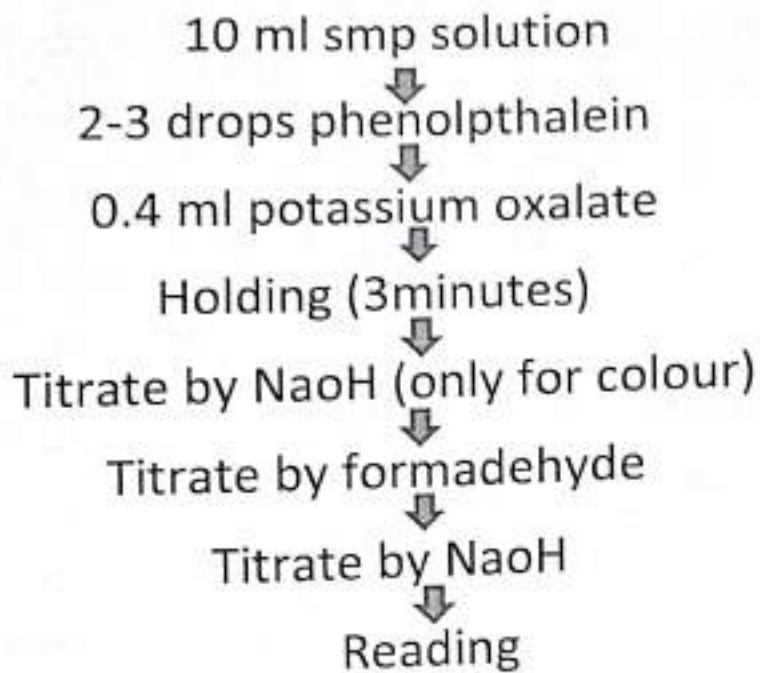 10 ml smp solution
2-3 drops phenolpthalein
0.4 ml potassium oxalate
Holding (3minutes)
Titrate by NaoH (only for colour)
Titrate by formadehyde
Titrate by NaoH
Reading